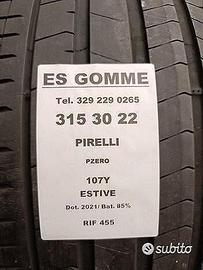 ES GOMME
Tel. 329 229 0265
315 30 22
PIRELLI
PZERO
107Y
ESTIVE
Dot. 2021/ Bat. 85%
RIF 455
subito